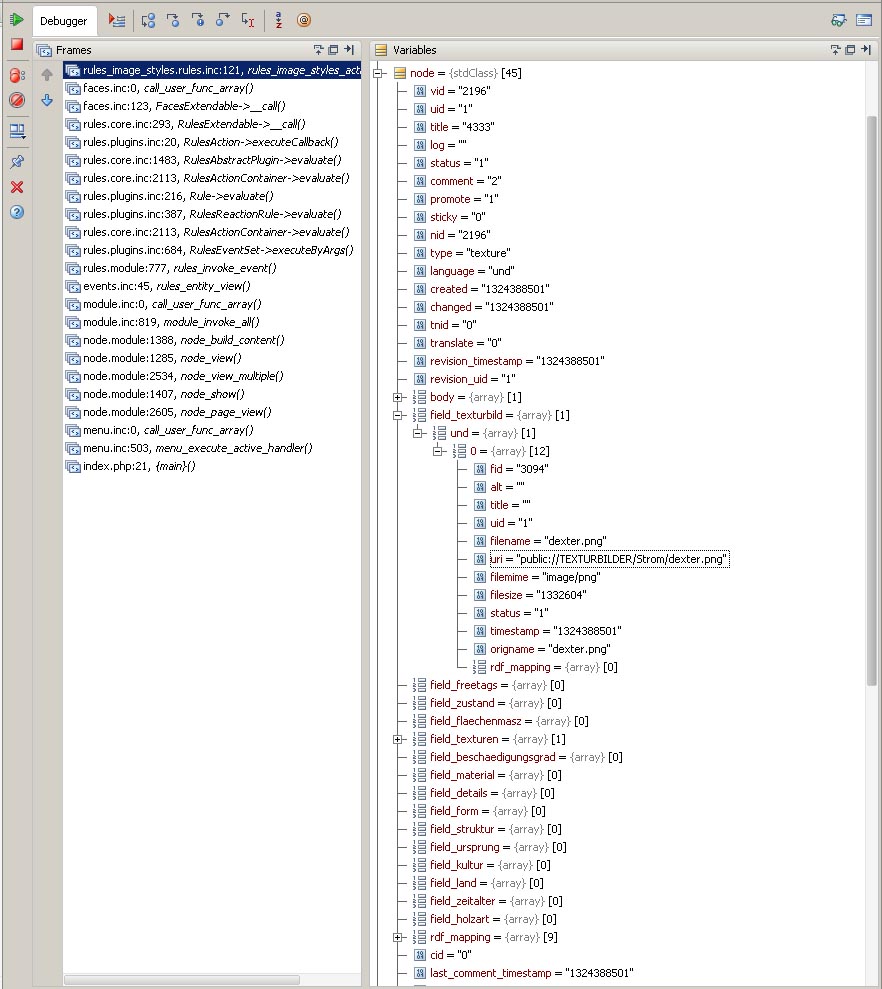 Debugger
Frames
rules_image_styles.rules.inc:121, rules_image_styles_acti
faces.inc:0, call_user_func_array()
faces.inc:123, FacesExtendable->__call()
rules.core.inc:293, RulesExtendable->__call()
rules.plugins.inc:20, RulesAction->executeCallback()
rules.core.inc:1483, RulesAbstractPlugin->evaluate()
rules.core.inc:2113, RulesActionContainer->evaluate()
rules.plugins.inc:216, Rule->evaluate()
rules.plugins.inc:387, RulesReactionRule->evaluate()
rules.core.inc:2113, RulesActionContainer->evaluate()
rules.plugins.inc:684, RulesEventSet->executeByArgs()
rules.module:777, rules_invoke_event()
events.inc:45, rules_entity_view()
module.inc:0, call_user_func_array()
module.inc:819, module_invoke_all()
node.module:1388, node_build_content()
node.module:1285, node_view()
node.module:2534, node_view_multiple()
node.module:1407, node_show()
node.module:2605, node_page_view()
menu.inc:0, call_user_func_array()
menu.inc:503, menu_execute_active_handler()
index.php:21, {main}()
Variables
node = {stdClass} [45]
vid = "2196"
uid = "1"
title = "4333"
log = ""
status = "1"
comment = "2"
promote = "1"
sticky = "0"
nid = "2196"
type = "texture"
language = "und"
created = "1324388501"
changed = "1324388501"
tnid = "0"
translate = "0"
revision_timestamp = "1324388501"
revision_uid = "1"
body = {array} [1]
field_texturbild = {array} [1]
und = {array} [1]
0 = {array} [12]
fid = "3094"
alt = ""
title = ""
uid = "1"
filename = "dexter.png"
uri = "public://TEXTURBILDER/Strom/dexter.png"
filemime = "image/png"
filesize = "1332604"
status = "1"
timestamp = "1324388501"
origname = "dexter.png"
rdf_mapping = {array} [0]
field_freetags = {array} [0]
field_zustand = {array} [0]
field_flaechenmasz = {array} [0]
field_texturen = {array} [1]
field_beschaedigungsgrad = {array} [0]
field_material = {array} [0]
field_details = {array} [0]
field_form = {array} [0]
field_struktur = {array} [0]
field_ursprung = {array} [0]
field_kultur = {array} [0]
field_land = {array} [0]
field_zeitalter = {array} [0]
field_holzart = {array} [0]
rdf_mapping = {array} [9]
cid = "0"
last_comment_timestamp = "1324388501"